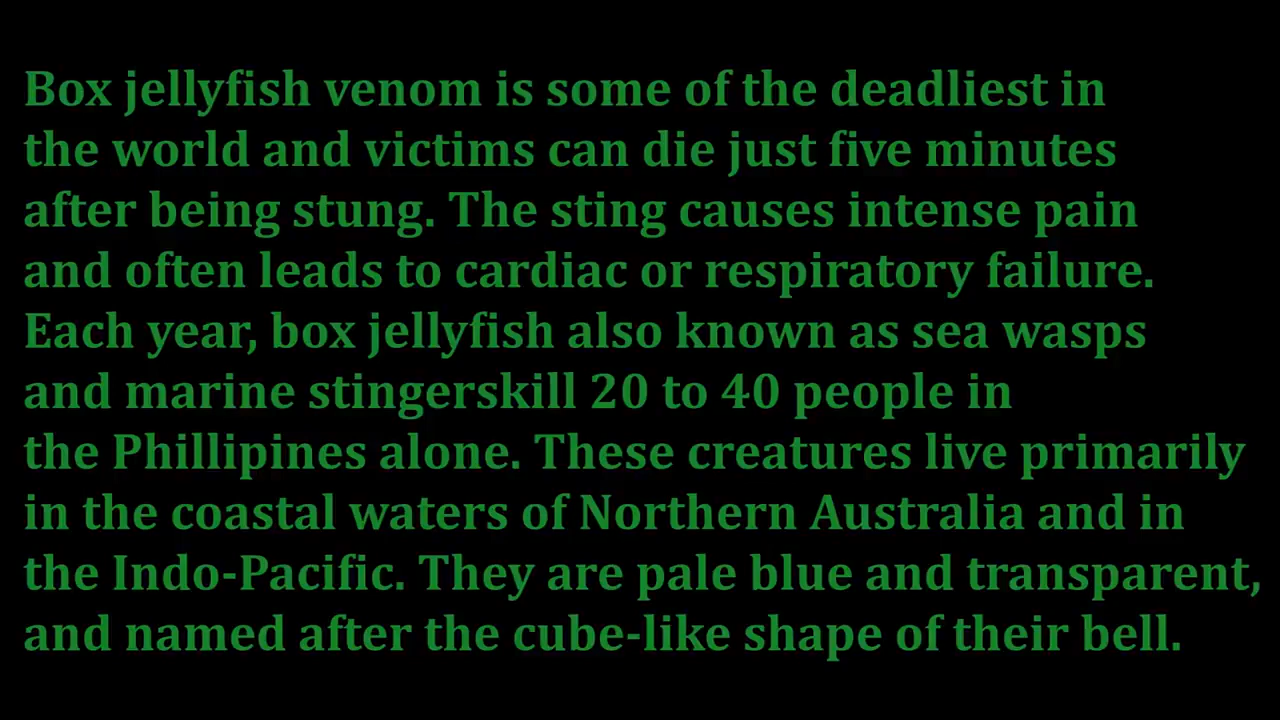 Box jellyfish venom is some of the deadliest in
the world and victims can die just five minutes
after being stung. The sting causes intense pain
and often leads to cardiac or respiratory failure.
Each year, box jellyfish also known as sea wasps
and marine stingerskill 20 to 40 people in
the Phillipines alone. These creatures live primarily
in the coastal waters of Northern Australia and in
the Indo-Pacific. They are pale blue and transparent,
and named after the cube-like shape of their bell.